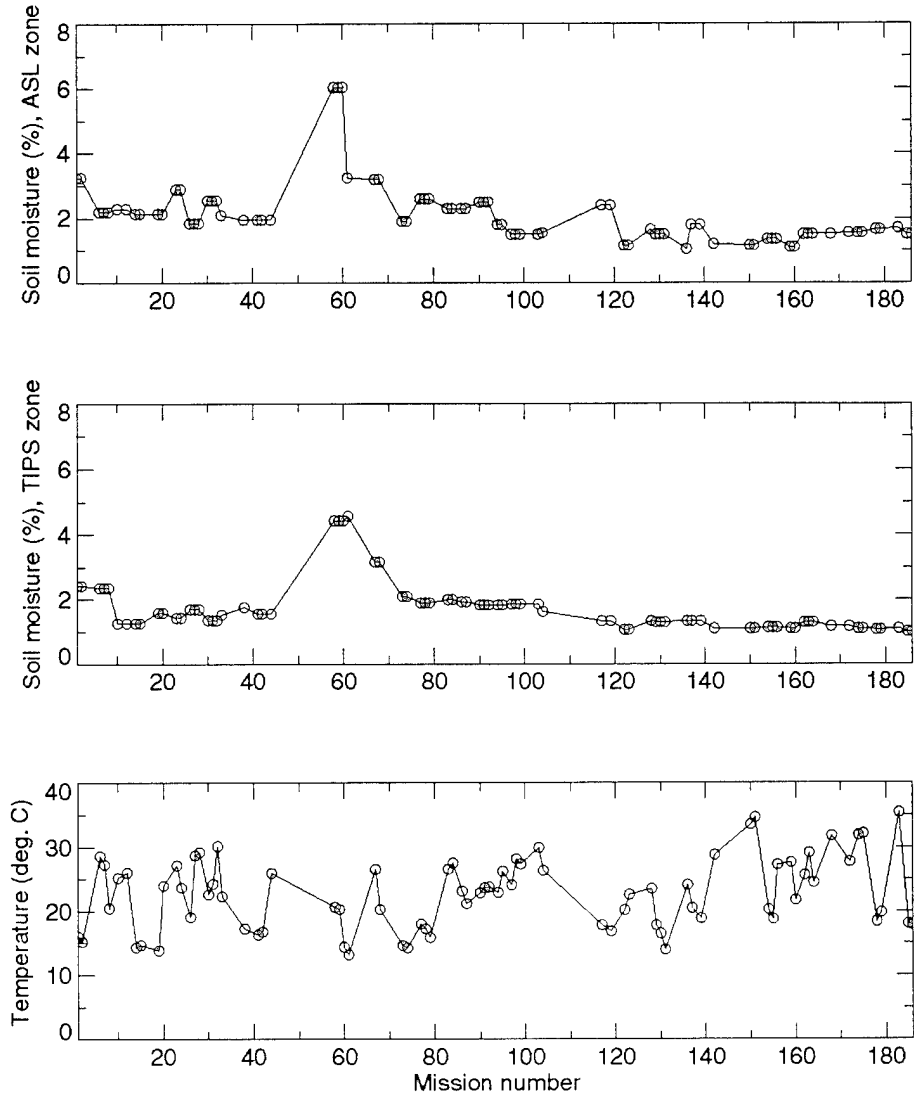 Soil moisture (%), ASL zone
8
6
4
2
0
20 40 60 80 100 120 140 160 180
Soil moisture (%), TIPS zone
8
6
4
2
0
20 40 60 80 100 120 140 160 180
Temperature (deg. C)
40
30
20
10
0
20 40 60 80 100 120 140 160 180
Mission number